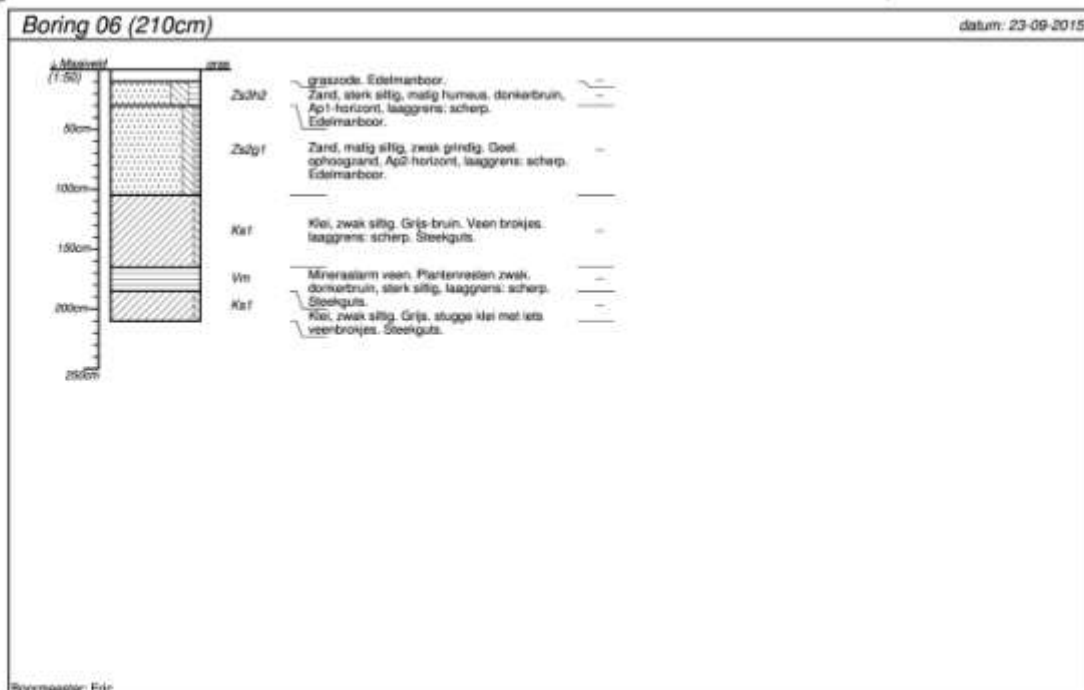 Boring 06 (210cm)
datum: 23-09-2015
Maaiveld
gras
(1:50)
graszode. Edelmanboor.
Zs3h2
Zand, sterk siltig, matig humeus, donkerbruin,
Ap1-horizont, laaggrens: scherp.
Edelmanboor.
50cm
Zs2g1
Zand, matig siltig, zwak grindig. Geel.
ophoogzand, Ap2-horizont, laaggrens: scherp.
Edelmanboor.
100cm
Ks1
Klei, zwak siltig. Grijs-bruin. Veen brokjes.
laaggrens: scherp. Steekguts.
150cm
Vm
Mineraalarm veen. Plantenresten zwak.
donkerbruin, sterk siltig, laaggrens: scherp.
Steekguts.
200cm
Ks1
Klei, zwak siltig. Grijs, stugge klei met iets
veenbrokjes. Steekguts.
250cm
Boormeester: Eric